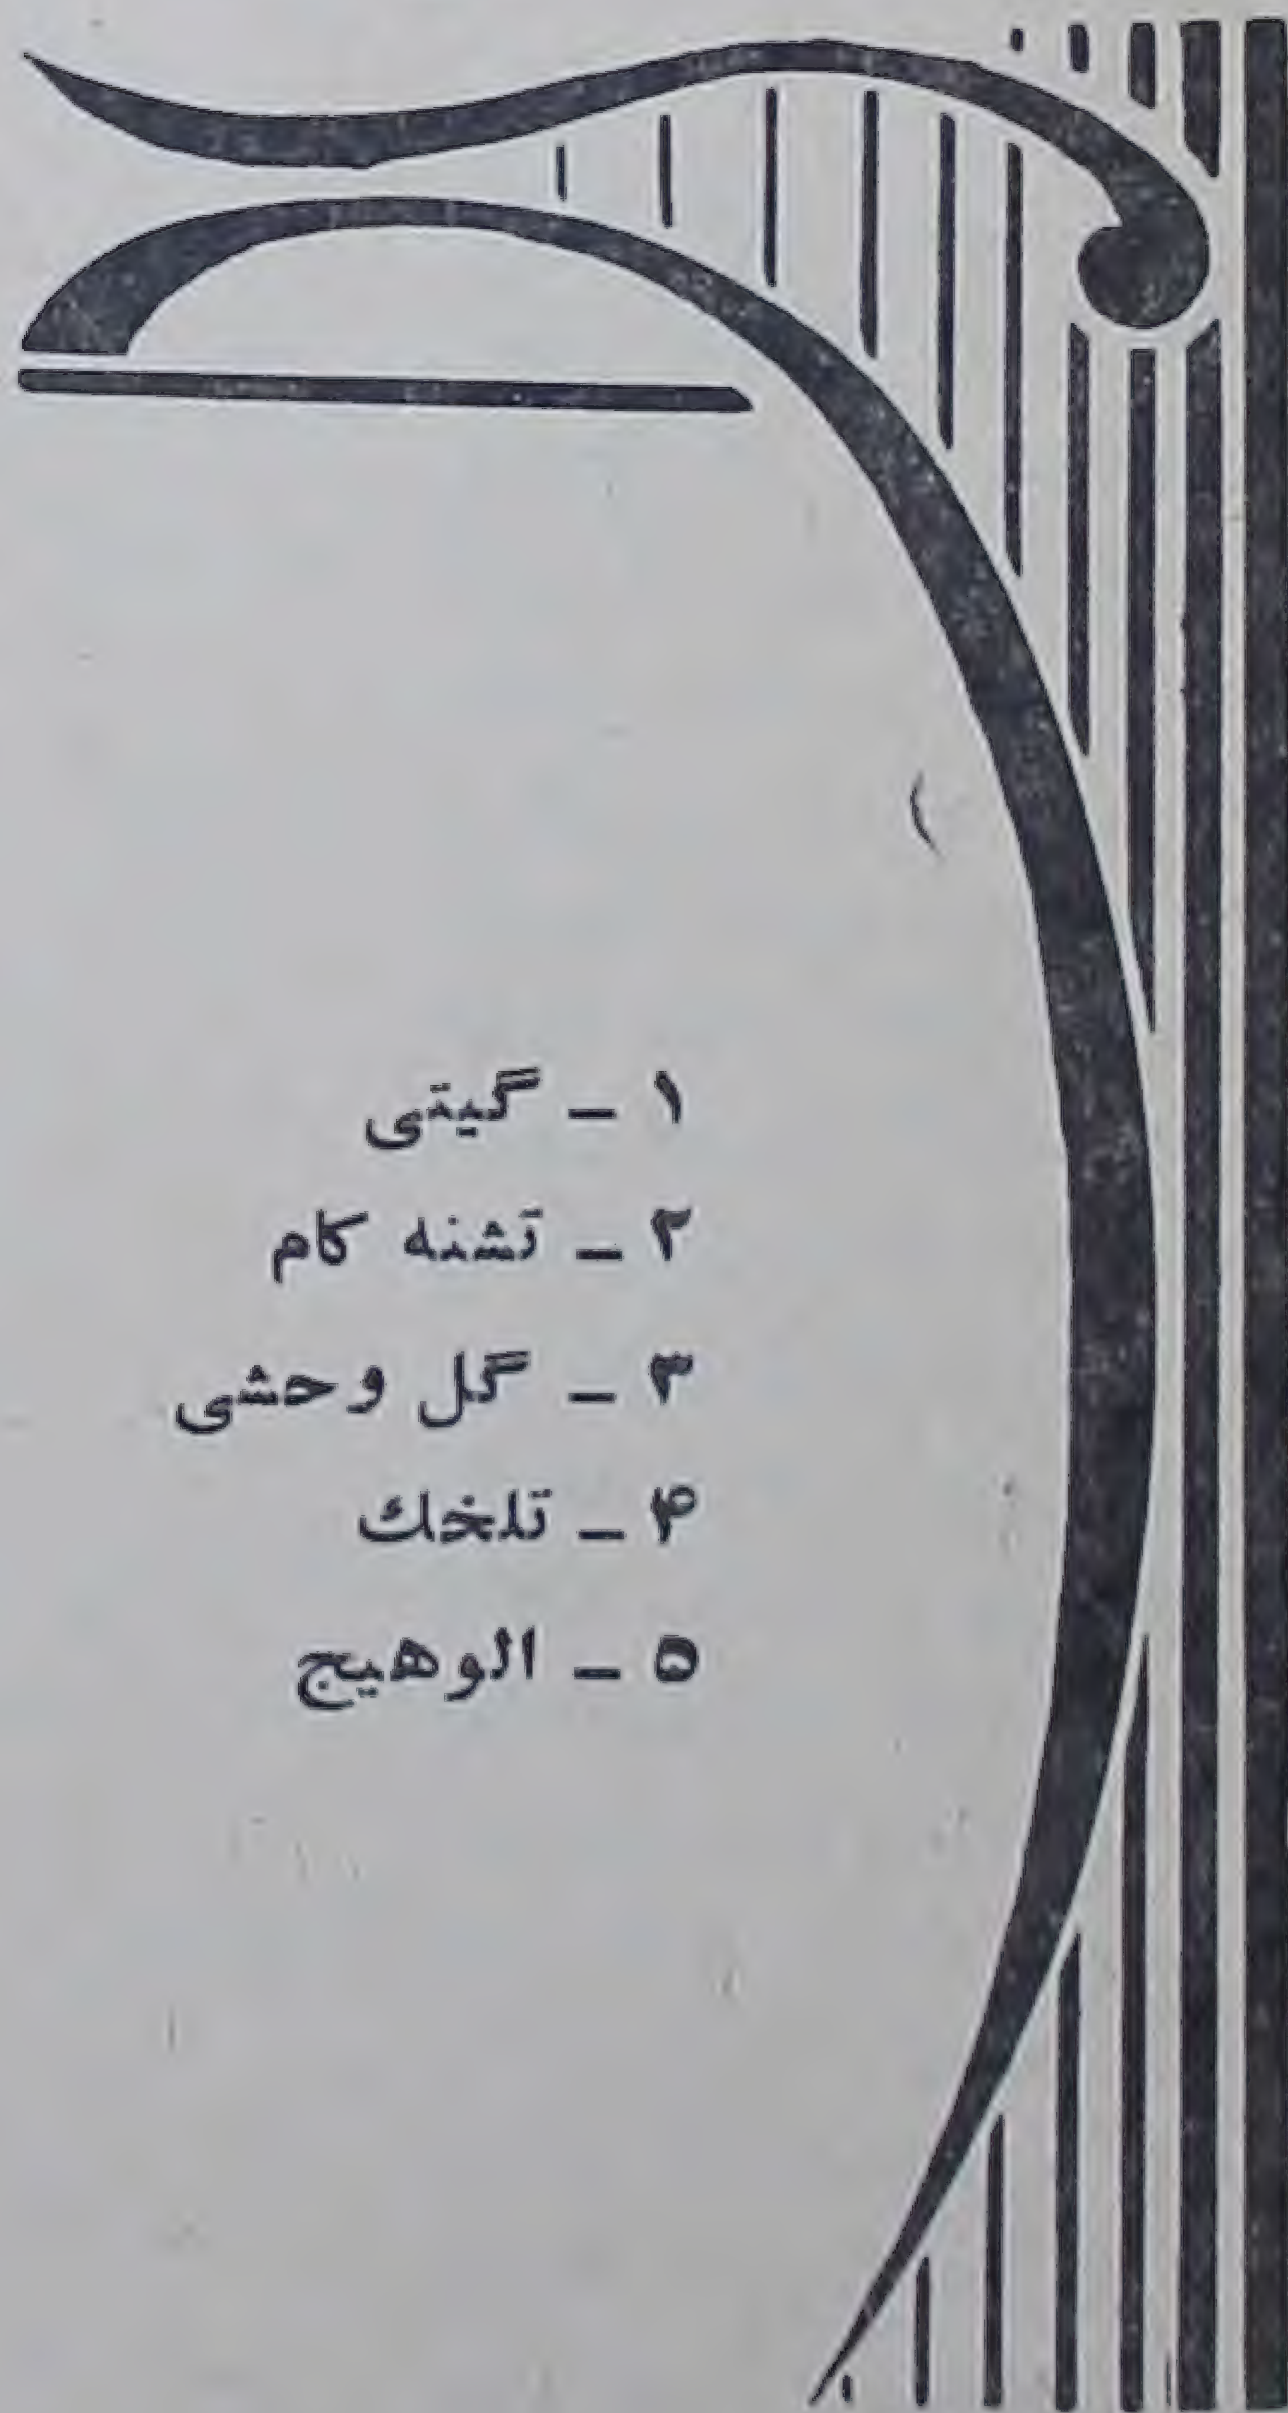 ۱ - گیتی
۲ - تشنه کام
۳ - گل وحشی
۴ - تلخك
۵ - الوهیج